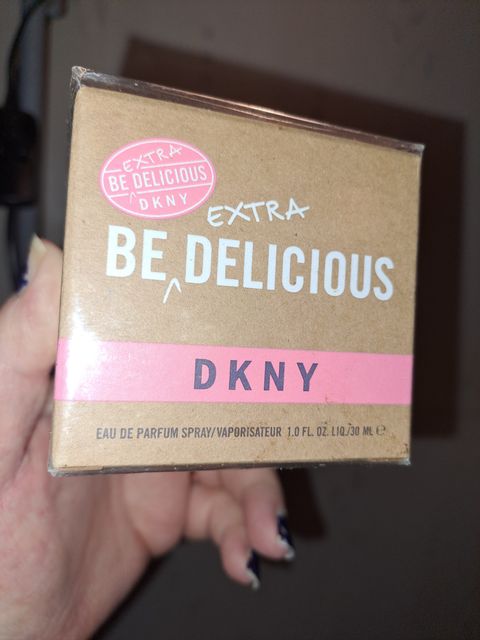 EXTRA
BE DELICIOUS
DKNY
EXTRA
BE DELICIOUS
DKNY
EAU DE PARFUM SPRAY/VAPORISATEUR 1.0 FL. OZ. LIQ./30 ML ℮